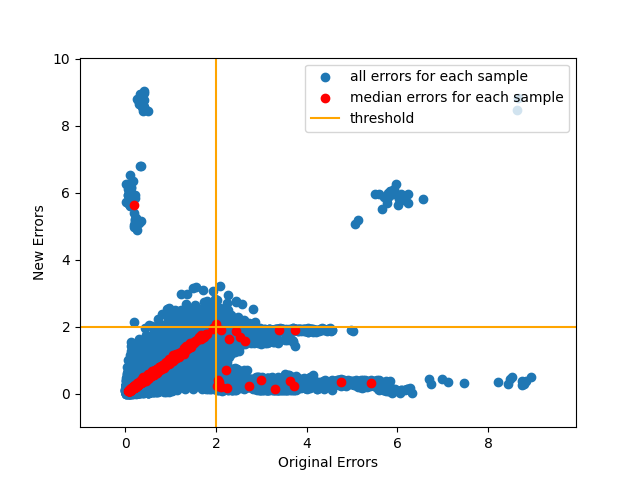 10
8
6
4
2
0
New Errors
all errors for each sample
median errors for each sample
threshold
0 2 4 6 8
Original Errors